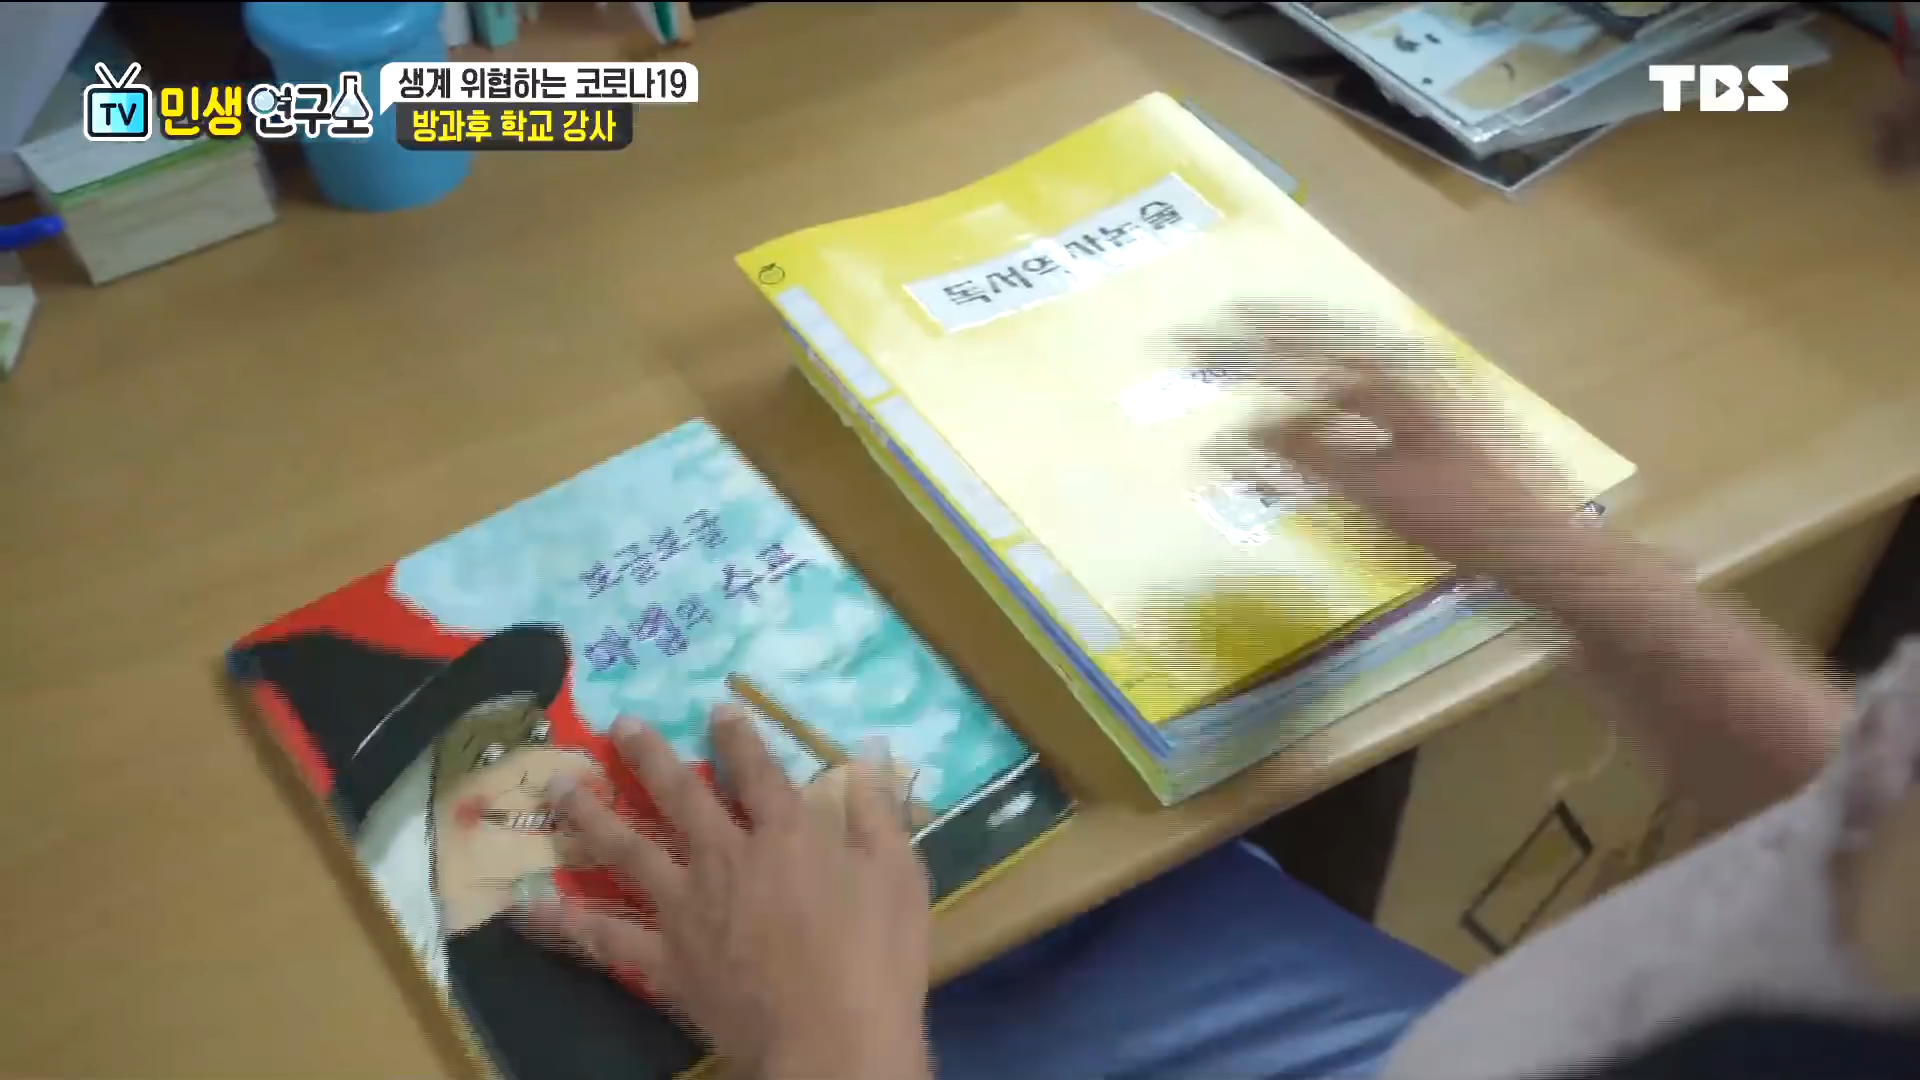 TV 민생연구소
생계 위협하는 코로나19
방과후 학교 강사
TBS
독서역사논술
보글보글
마법의 수프